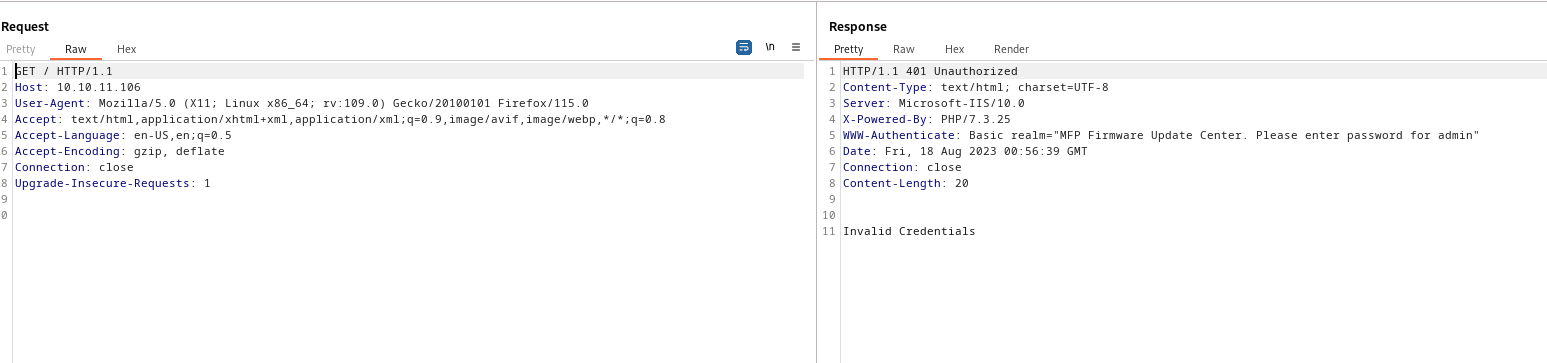 Request
Pretty Raw Hex
\n
1 GET / HTTP/1.1
2 Host: 10.10.11.106
3 User-Agent: Mozilla/5.0 (X11; Linux x86_64; rv:109.0) Gecko/20100101 Firefox/115.0
4 Accept: text/html,application/xhtml+xml,application/xml;q=0.9,image/avif,image/webp,*/*;q=0.8
5 Accept-Language: en-US,en;q=0.5
6 Accept-Encoding: gzip, deflate
7 Connection: close
8 Upgrade-Insecure-Requests: 1
9
0
Response
Pretty Raw Hex Render
1 HTTP/1.1 401 Unauthorized
2 Content-Type: text/html; charset=UTF-8
3 Server: Microsoft-IIS/10.0
4 X-Powered-By: PHP/7.3.25
5 WWW-Authenticate: Basic realm="MFP Firmware Update Center. Please enter password for admin"
6 Date: Fri, 18 Aug 2023 00:56:39 GMT
7 Connection: close
8 Content-Length: 20
9
10
11 Invalid Credentials